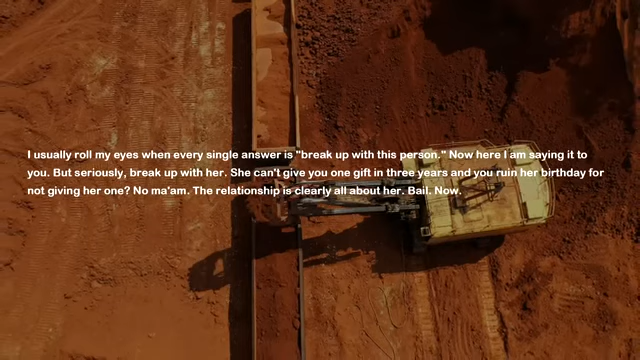 I usually roll my eyes when every single answer is "break up with this person." Now here I am saying it to
you. But seriously, break up with her. She can't give you one gift in three years and you ruin her birthday for
not giving her one? No ma'am. The relationship is clearly all about her. Bail. Now.